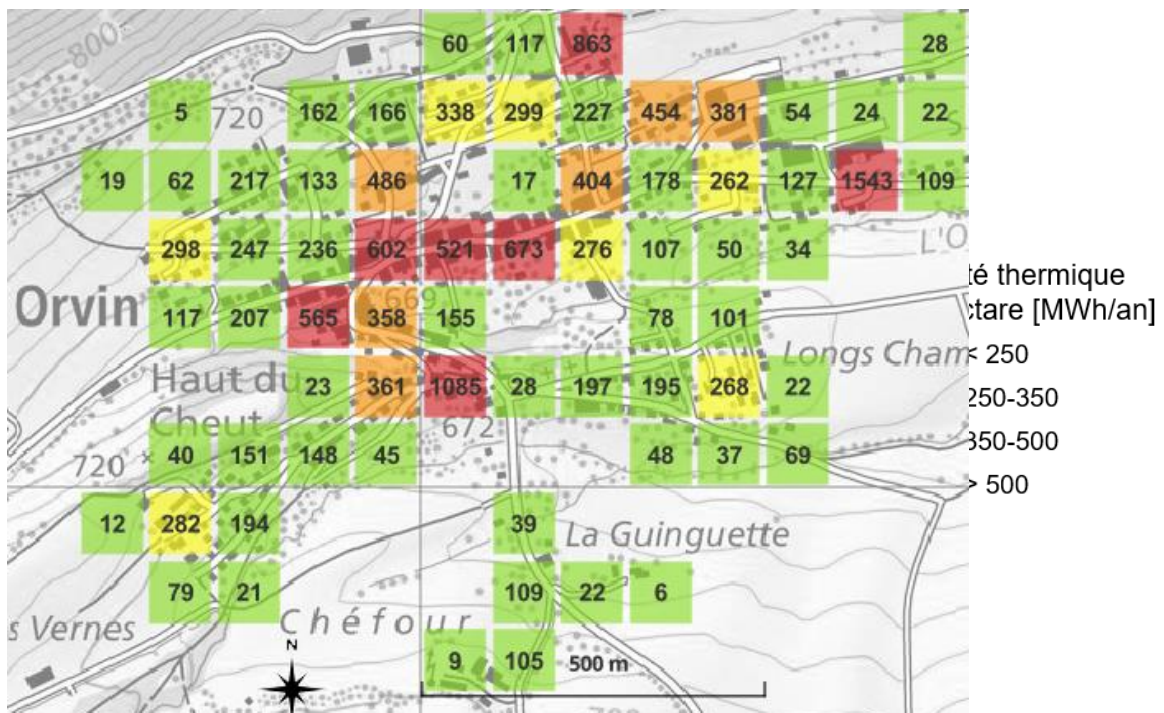 800
60 117 863 28
5 720 162 166 338 299 227 454 381 54 24 22
S
19 62 217 133 486 17 404 178 262 127 1543 109
298 247 236 602 521 673 276 107 50 34 L'O
té thermique
Orvin 669
ctare [MWh/an]
117 207 565 358 155 78 101
Longs Cham
< 250
Haut du 23 361 1085 28 197 195 268 22
250-350
Cheut 672
350-500
720 40 151 148 45 48 37 69
> 500
12 282 194 39 La Guinguette
79 21 109 22 6
s Vernes Chéfour
N
9 105 500 m